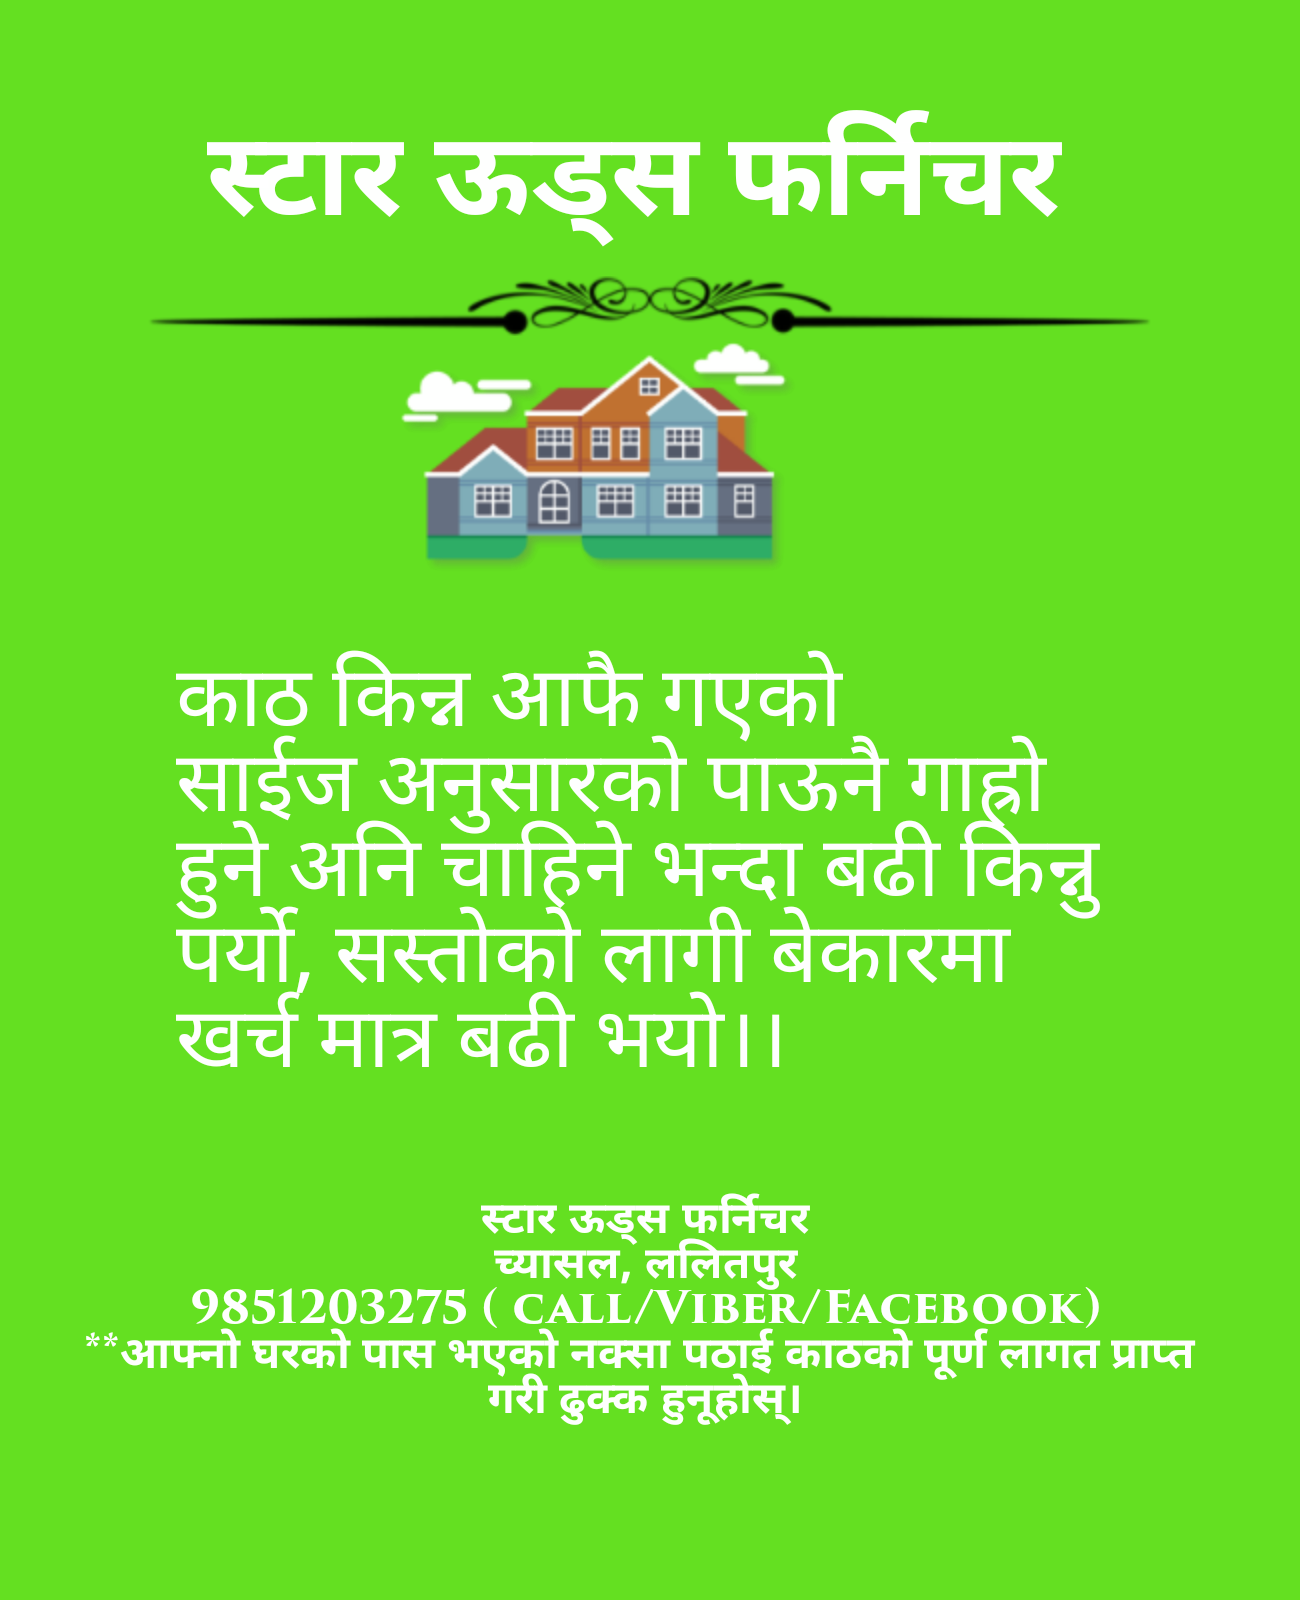 स्टार ऊड्स फर्निचर
काठ किन्न आफै गएको
साईज अनुसारको पाऊनै गाह्रो
हुने अनि चाहिने भन्दा बढी किन्नु
पर्यो, सस्तोको लागी बेकारमा
खर्च मात्र बढी भयो।।
स्टार ऊड्स फर्निचर
च्यासल, ललितपुर
9851203275 ( call/Viber/Facebook)
**आफ्नो घरको पास भएको नक्सा पठाई काठको पूर्ण लागत प्राप्त
गरी ढुक्क हुनूहोस्।